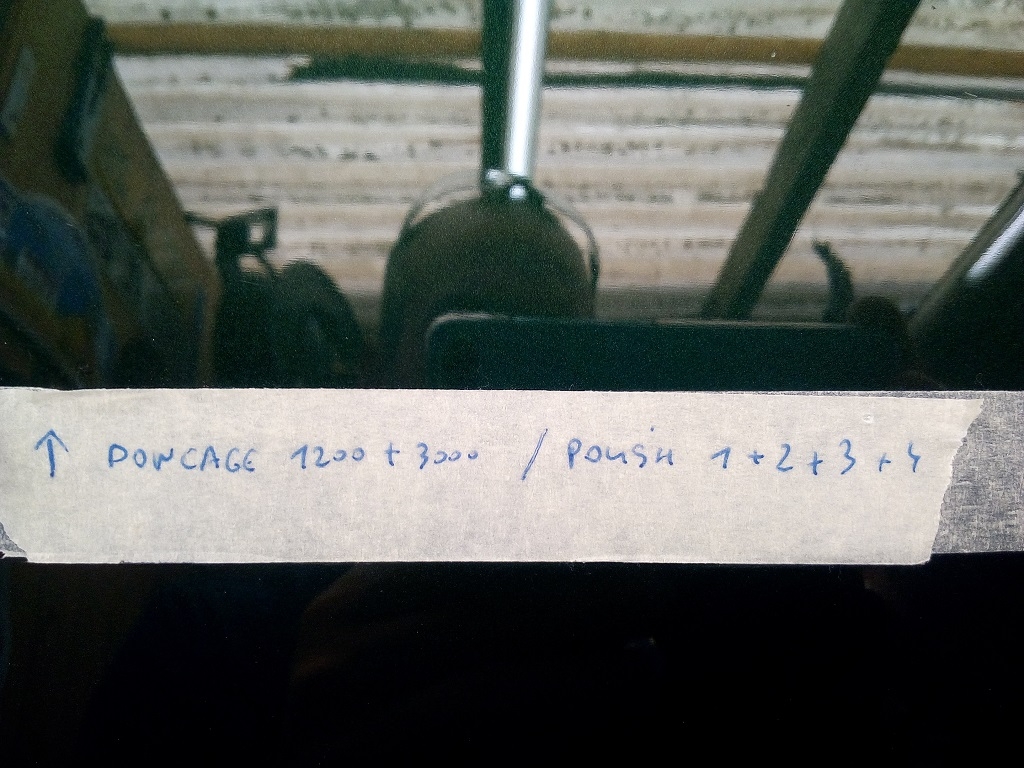 ↑ PONCAGE 1200 + 3000 / POLISH 1 + 2 + 3 + 4